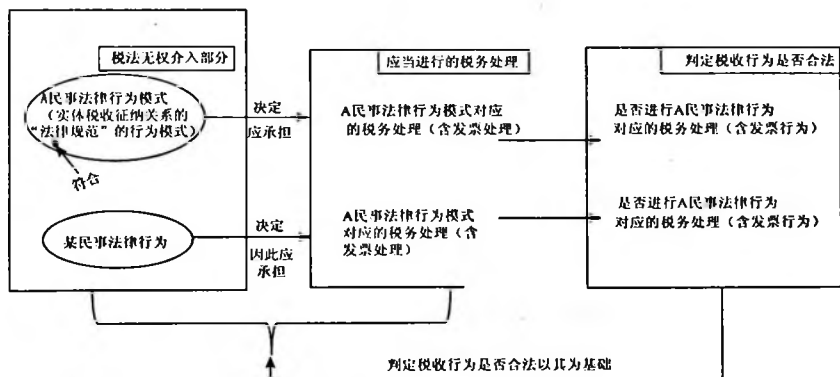 税法无权介入部分
A民事法律行为模式
（实体税收征纳关系的
“法律规范”的行为模式）
符合
某民事法律行为
决定
应承担
决定
因此应
承担
应当进行的税务处理
A民事法律行为模式对应
的税务处理（含发票处理）
A民事法律行为模式
对应的税务处理（含
发票处理）
判定税收行为是否合法
是否进行A民事法律行为
对应的税务处理（含发票行为）
是否进行A民事法律行为
对应的税务处理（含发票行为）
判定税收行为是否合法以其为基础